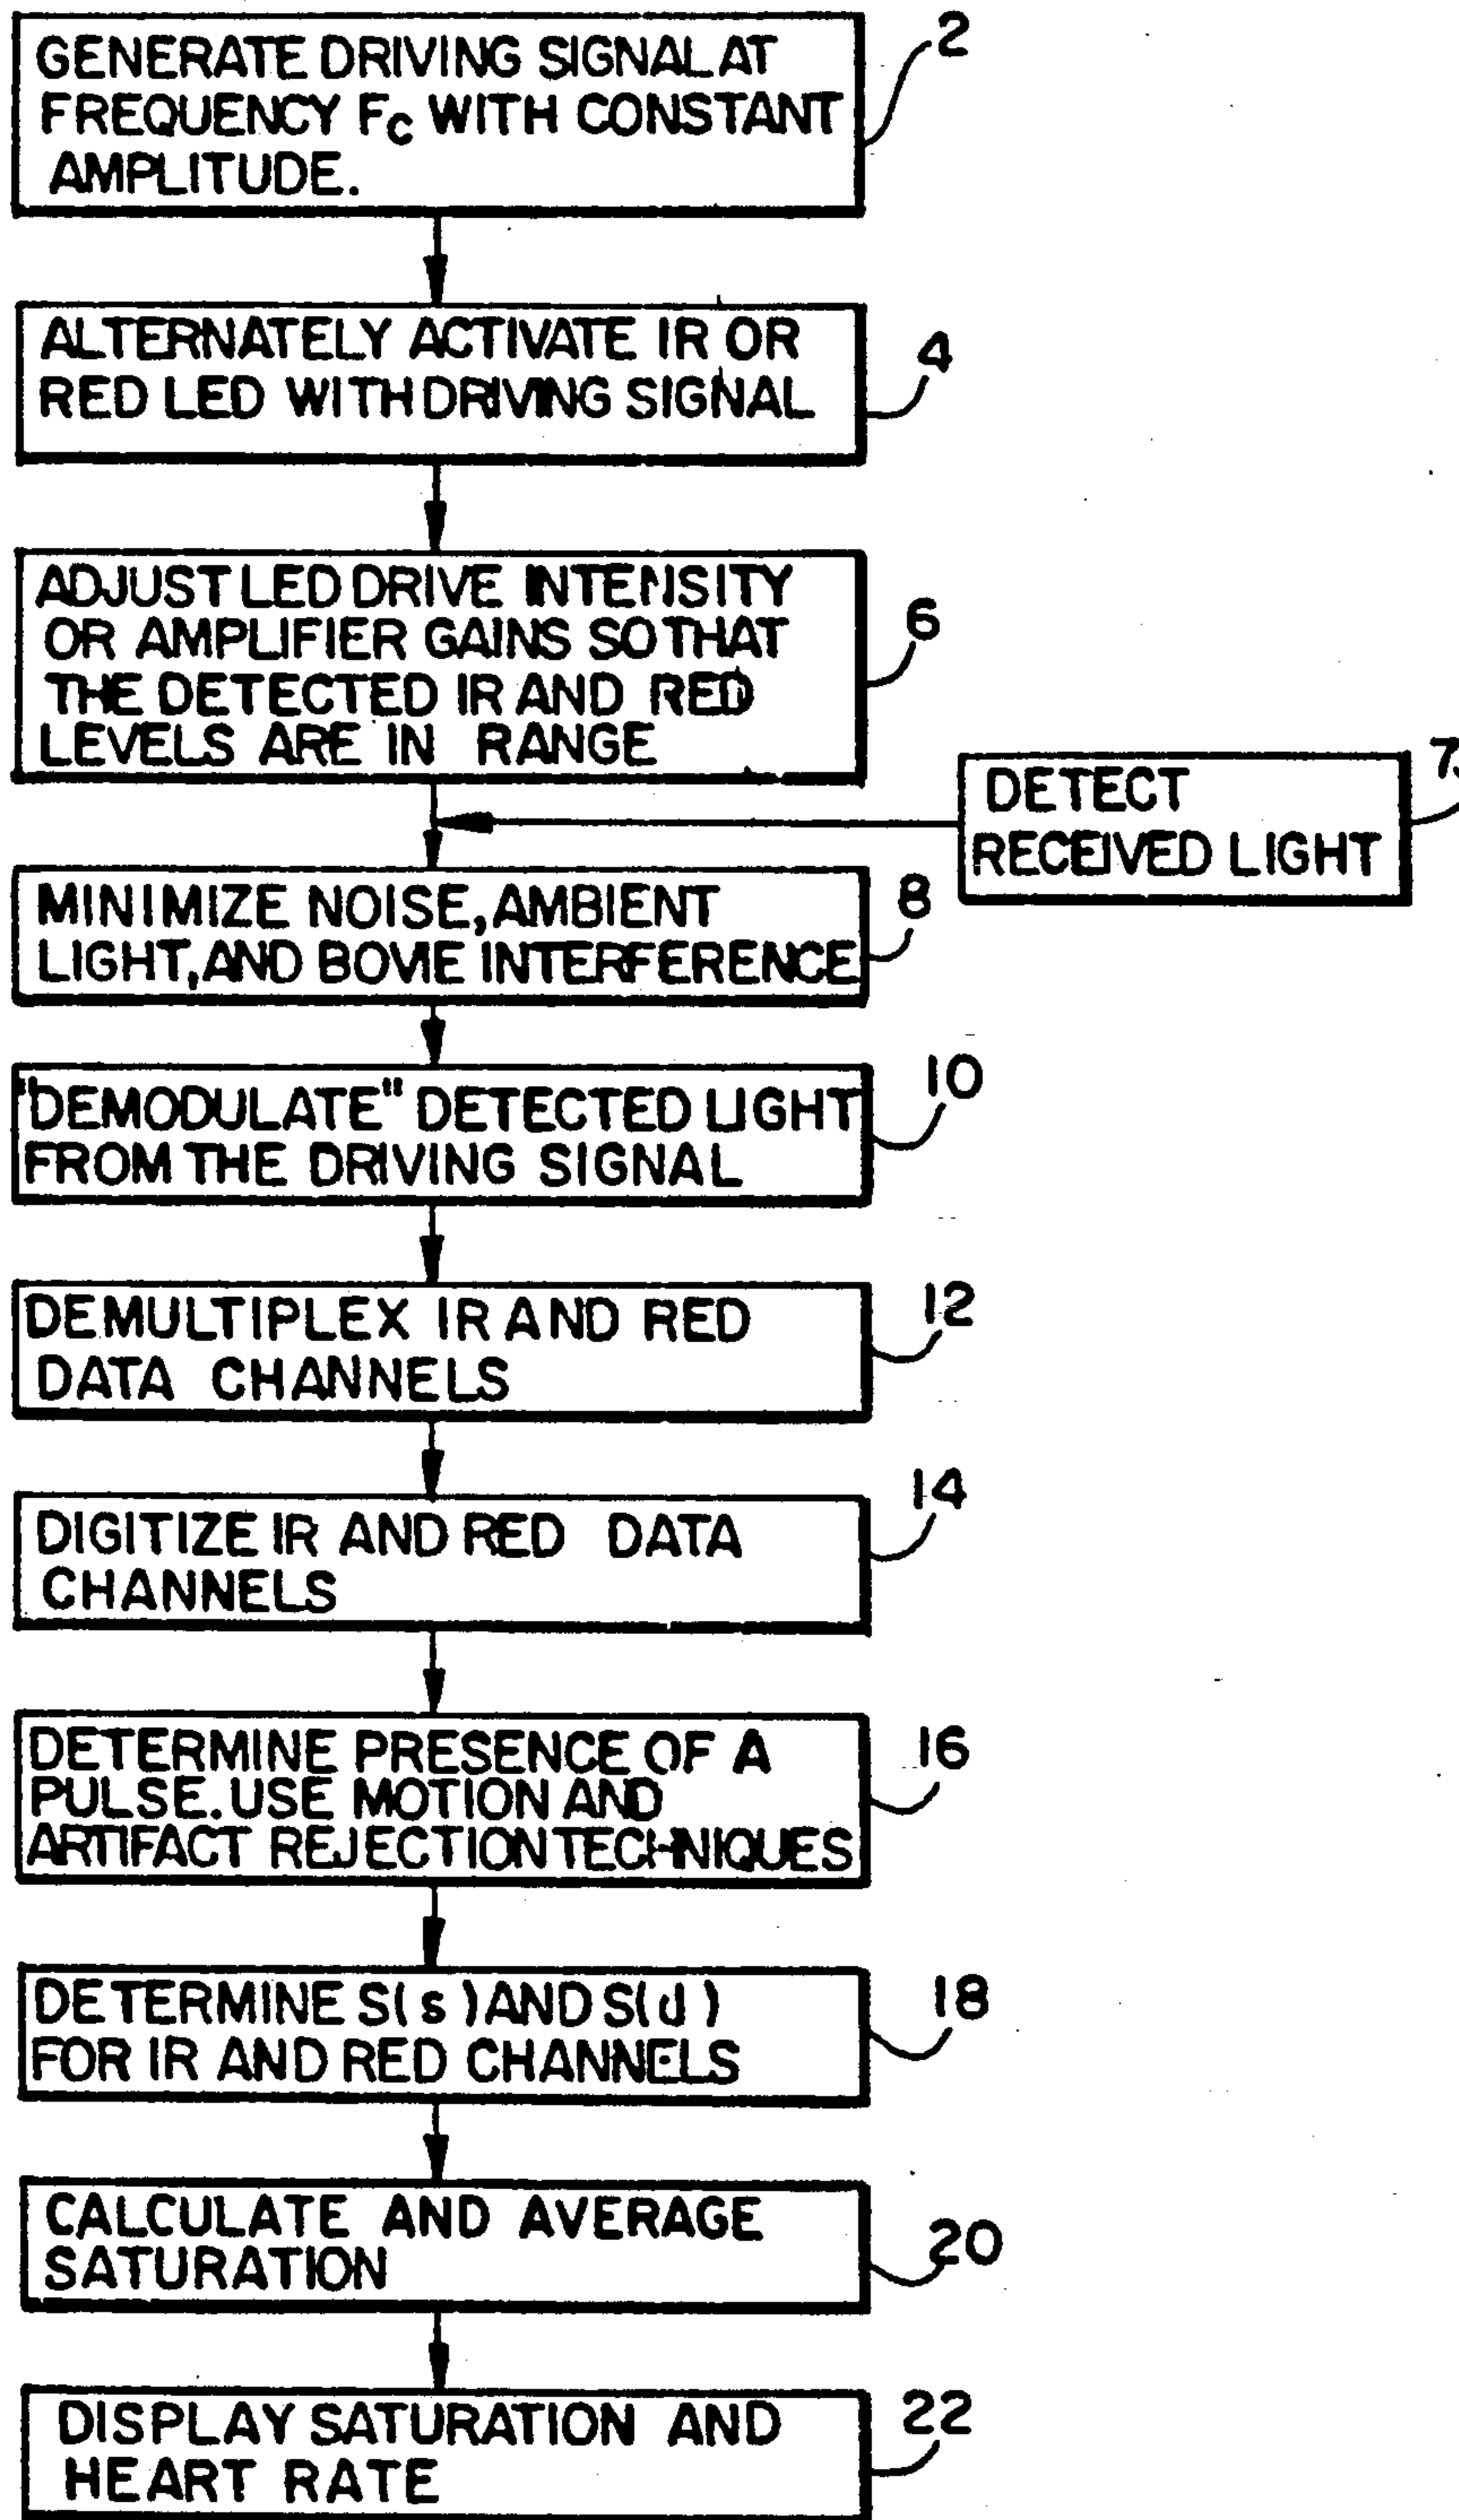 GENERATE DRIVING SIGNAL AT
FREQUENCY Fc WITH CONSTANT
AMPLITUDE.
2
ALTERNATELY ACTIVATE IR OR
RED LED WITH DRIVING SIGNAL
4
ADJUST LED DRIVE INTENSITY
OR AMPLIFIER GAINS SO THAT
THE DETECTED IR AND RED
LEVELS ARE IN RANGE
6
DETECT
RECEIVED LIGHT
7
MINIMIZE NOISE, AMBIENT
LIGHT, AND BOVIE INTERFERENCE
8
"DEMODULATE" DETECTED LIGHT
FROM THE DRIVING SIGNAL
10
DEMULTIPLEX IR AND RED
DATA CHANNELS
12
DIGITIZE IR AND RED DATA
CHANNELS
14
DETERMINE PRESENCE OF A
PULSE. USE MOTION AND
ARTIFACT REJECTION TECHNIQUES
16
DETERMINE S(s) AND S(d)
FOR IR AND RED CHANNELS
18
CALCULATE AND AVERAGE
SATURATION
20
DISPLAY SATURATION AND
HEART RATE
22